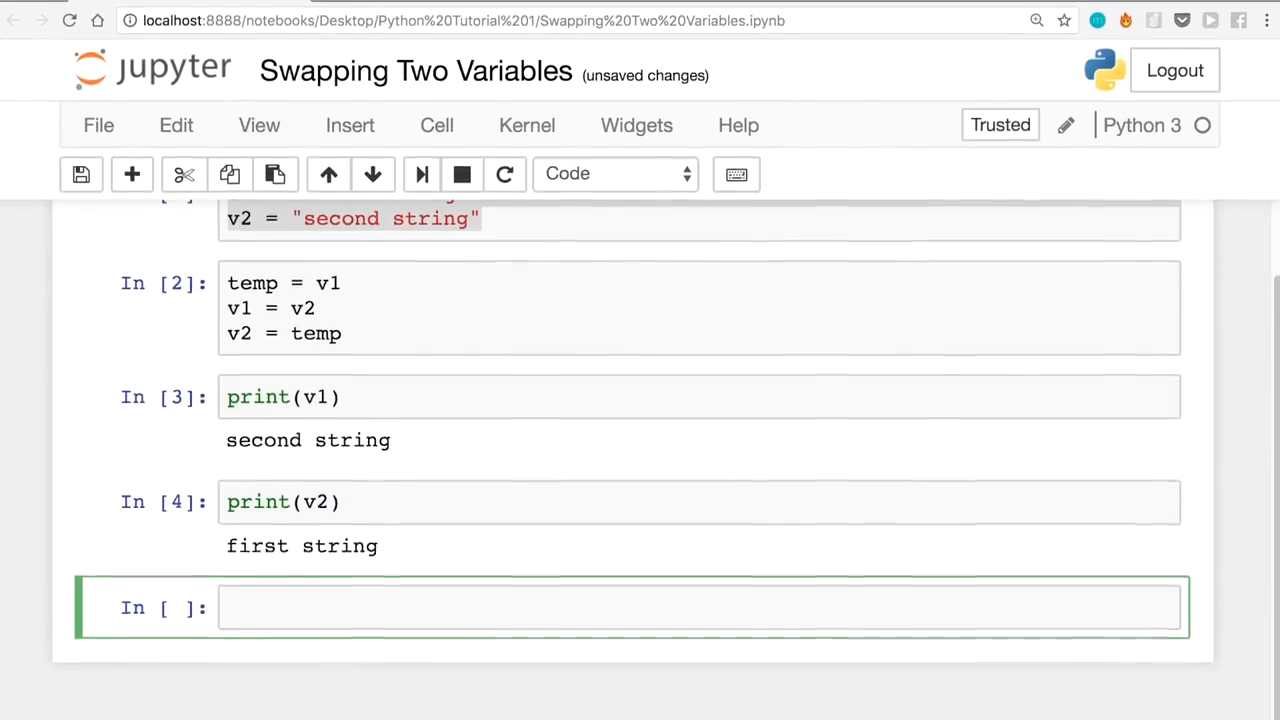 localhost:8888/notebooks/Desktop/Python%20Tutorial%201/Swapping%20Two%20Variables.ipynb
jupyter Swapping Two Variables (unsaved changes) Logout
File Edit View Insert Cell Kernel Widgets Help Trusted Python 3
Code
v2 = "second string"
In [2]: temp = v1
v1 = v2
v2 = temp
In [3]: print(v1)
second string
In [4]: print(v2)
first string
In [ ]: